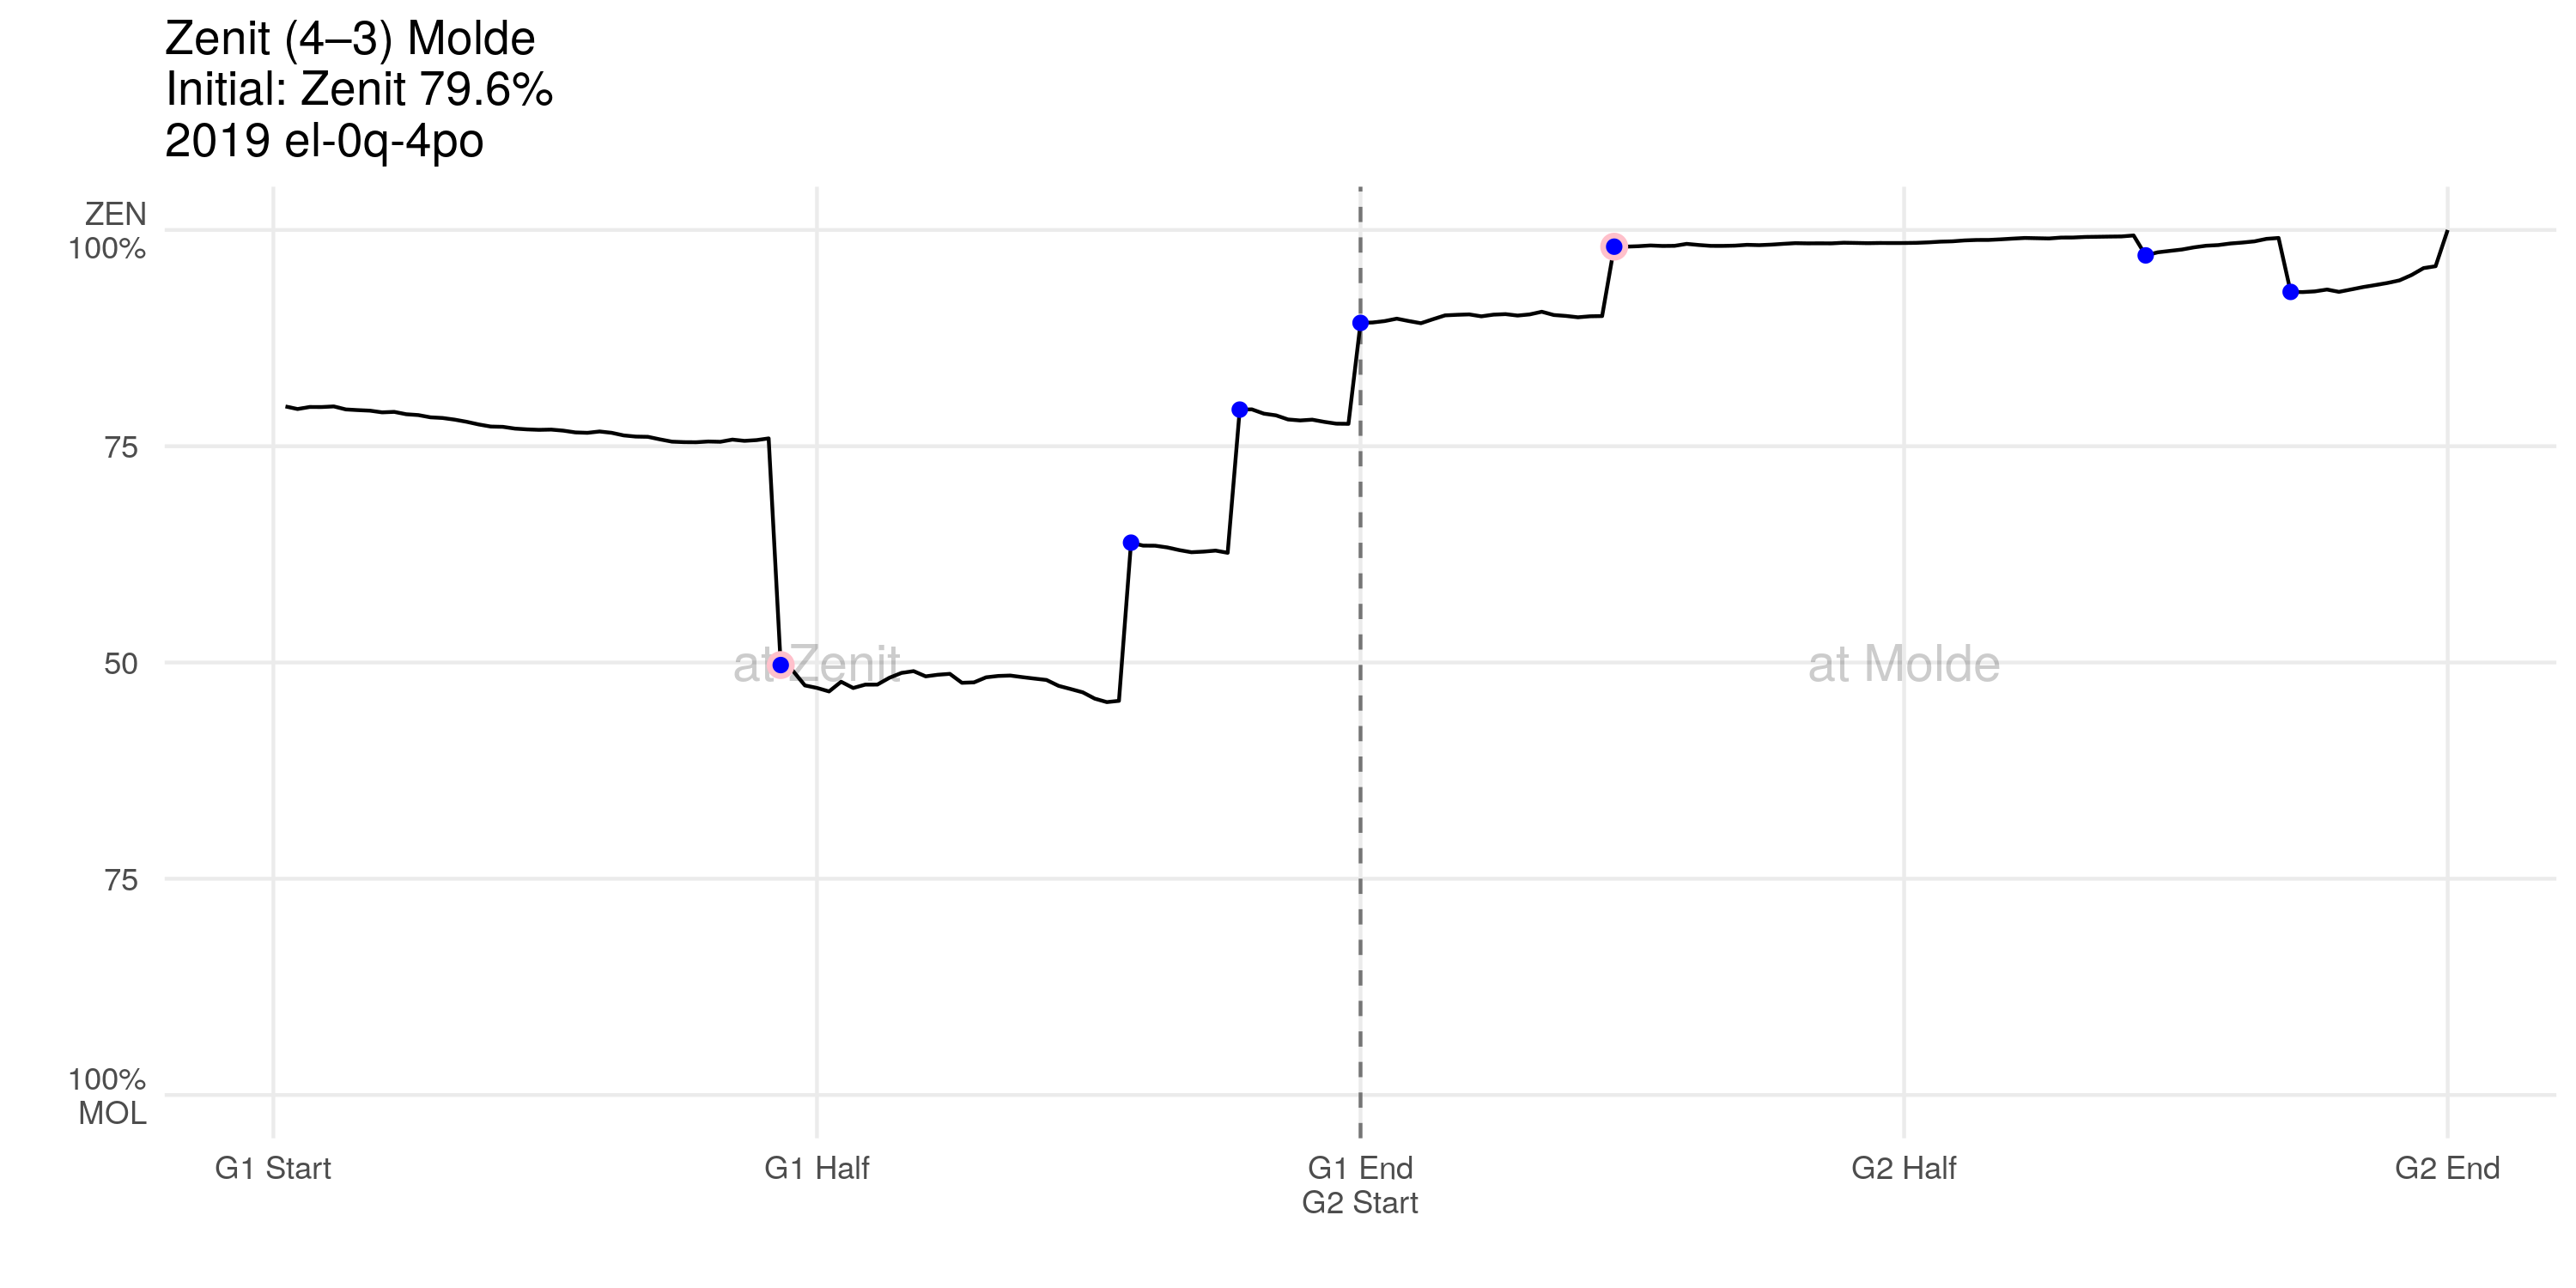 Zenit (4–3) Molde
Initial: Zenit 79.6%
2019 el-0q-4po
ZEN
100%
75
50
75
100%
MOL
at Zenit
at Molde
G1 Start
G1 Half
G1 End
G2 Start
G2 Half
G2 End